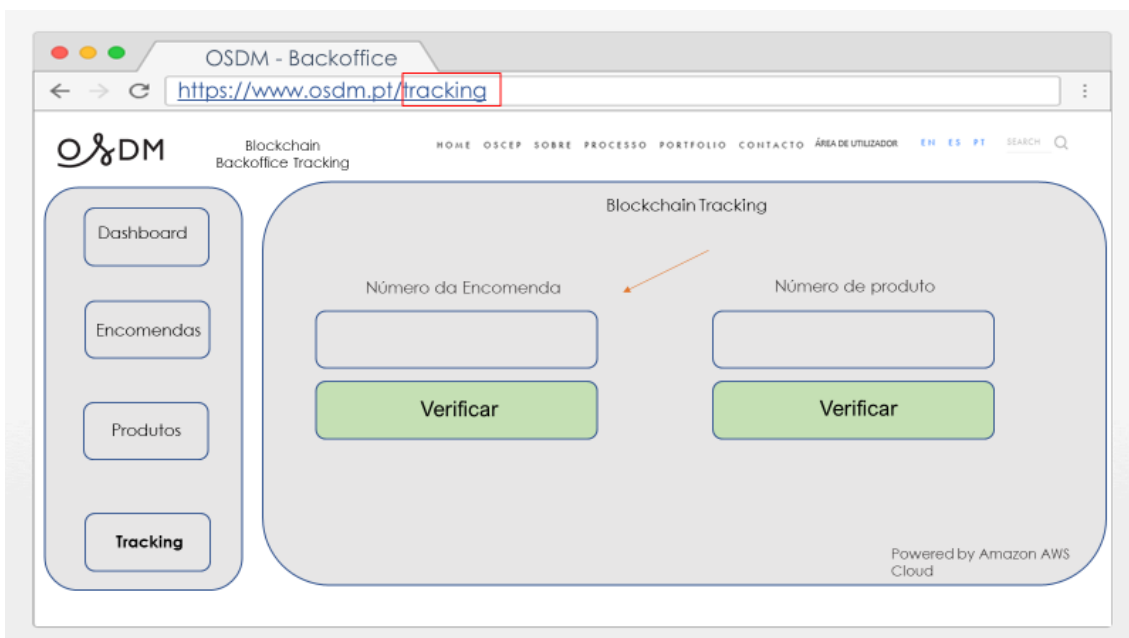 OSDM - Backoffice
https://www.osdm.pt/tracking
OSDM
Blockchain
Backoffice Tracking
HOME OSCEP SOBRE PROCESSO PORTFOLIO CONTACTO ÁREA DE UTILIZADOR EN ES PT SEARCH
Dashboard
Encomendas
Produtos
Tracking
Blockchain Tracking
Número da Encomenda
Verificar
Número de produto
Verificar
Powered by Amazon AWS
Cloud